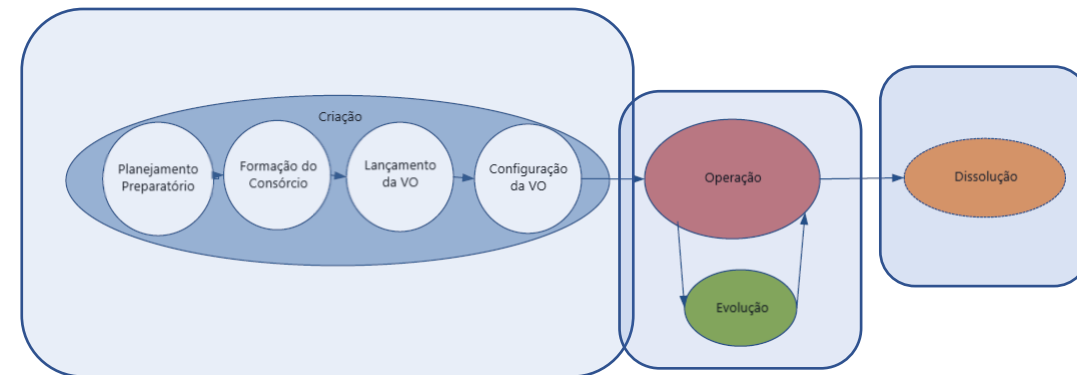 Criação
Planejamento
Preparatório
Formação do
Consórcio
Lançamento
da VO
Configuração
da VO
Operação
Evolução
Dissolução